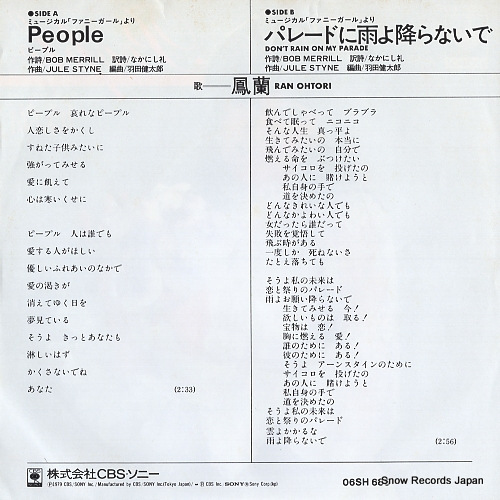 ●SIDE A
ミュージカル「ファニーガール」より
People
ピープル
作詩/BOB MERRILL 訳詩/なかにし礼
作曲/JULE STYNE 編曲/羽田健太郎
●SIDE B
ミュージカル「ファニーガール」より
パレードに雨よ降らないで
DON'T RAIN ON MY PARADE
作詩/BOB MERRILL 訳詩/なかにし礼
作曲/JULE STYNE 編曲/羽田健太郎
歌──鳳蘭 RAN OHTORI
ピープル 哀れなピープル
人恋しさをかくし
すねた子供みたいに
強がってみせる
愛に飢えて
心は寒いくせに
ピープル 人は誰でも
愛する人がほしい
優しいふれあいのなかで
愛の渇きが
消えてゆく日を
夢見ている
そうよ きっとあなたも
淋しいはず
かくさないでね
あなた (2:33)
飲んでしゃべって ブラブラ
食べて眠って ニコニコ
そんな人生 真っ平よ
生きてみたいの 本当に
飛んでみたいの 自分で
燃える命を ぶつけたい
サイコロを 投げたの
あの人に 賭けようと
私自身の手で
道を決めたの
どんなきれいな人でも
どんなかよわい人でも
女だったら誰だって
失敗を覚悟して
飛ぶ時がある
一度しか 死ねないさ
たとえ落ちても
そうよ私の未来は
恋と祭りのパレード
雨よお願い降らないで
生きてみせる 今!
欲しいものは 取る!
宝物は 恋!
胸に燃える 愛!
誰のために ある!
彼のために ある!
そうよ アーンスタインのために
サイコロを 投げたの
あの人に 賭けようと
私自身の手で
道を決めたの
そうよ私の未来は
恋と祭りのパレード
雲よかかるな
雨よ降らないで (2:56)
CBS SONY
株式会社CBS・ソニー
Ⓟ1979 CBS/SONY Inc./Manufactured by CBS/SONY Inc.(Tokyo Japan)/
CBS Inc. SONY
06SH 68
Snow Records Japan